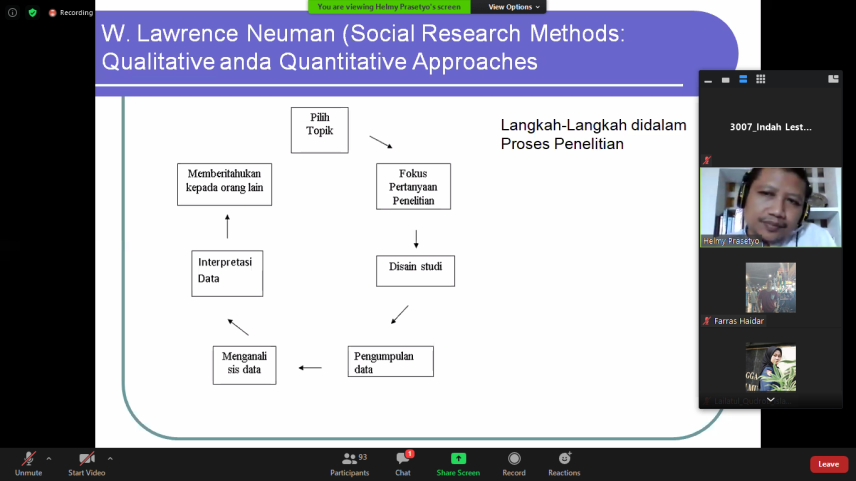 Recording
You are viewing Helmy Prasetyo's screen
View Options
W. Lawrence Neuman (Social Research Methods:
Qualitative anda Quantitative Approaches
Langkah-Langkah didalam
Proses Penelitian
Pilih
Topik
Fokus
Pertanyaan
Penelitian
Disain studi
Pengumpulan
data
Menganali
sis data
Interpretasi
Data
Memberitahukan
kepada orang lain
3007_Indah Lest...
Helmy Prasetyo
Farras Haidar
Unmute
Start Video
93
Participants
1
Chat
Share Screen
Record
Reactions
Leave